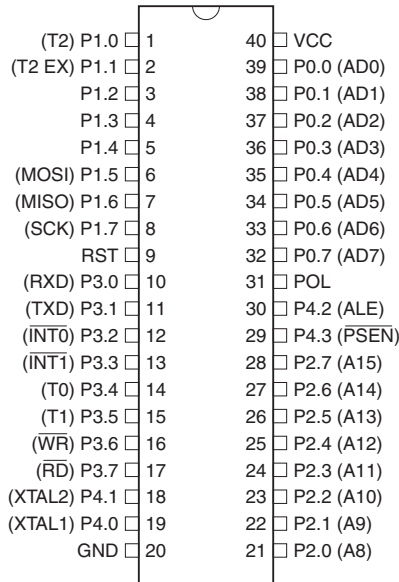 (T2) P1.0 1 40 VCC
(T2 EX) P1.1 2 39 P0.0 (AD0)
P1.2 3 38 P0.1 (AD1)
P1.3 4 37 P0.2 (AD2)
P1.4 5 36 P0.3 (AD3)
(MOSI) P1.5 6 35 P0.4 (AD4)
(MISO) P1.6 7 34 P0.5 (AD5)
(SCK) P1.7 8 33 P0.6 (AD6)
RST 9 32 P0.7 (AD7)
(RXD) P3.0 10 31 POL
(TXD) P3.1 11 30 P4.2 (ALE)
(I̅N̅T̅0̅) P3.2 12 29 P4.3 (P̅S̅E̅N̅)
(I̅N̅T̅1̅) P3.3 13 28 P2.7 (A15)
(T0) P3.4 14 27 P2.6 (A14)
(T1) P3.5 15 26 P2.5 (A13)
(W̅R̅) P3.6 16 25 P2.4 (A12)
(R̅D̅) P3.7 17 24 P2.3 (A11)
(XTAL2) P4.1 18 23 P2.2 (A10)
(XTAL1) P4.0 19 22 P2.1 (A9)
GND 20 21 P2.0 (A8)